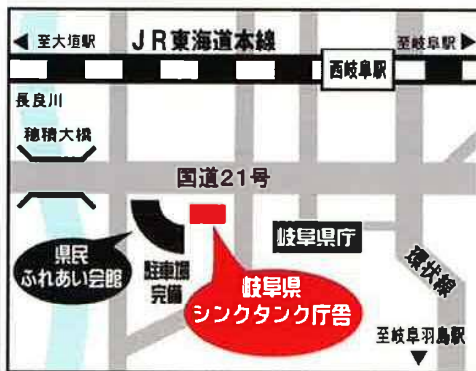 ◀ 至大垣駅
JR東海道本線
至岐阜駅 ▶
西岐阜駅
長良川
穂積大橋
国道21号
県民
ふれあい会館
駐車場
完備
岐阜県庁
岐阜県
シンクタンク庁舎
環状線
至岐阜羽島駅
▼